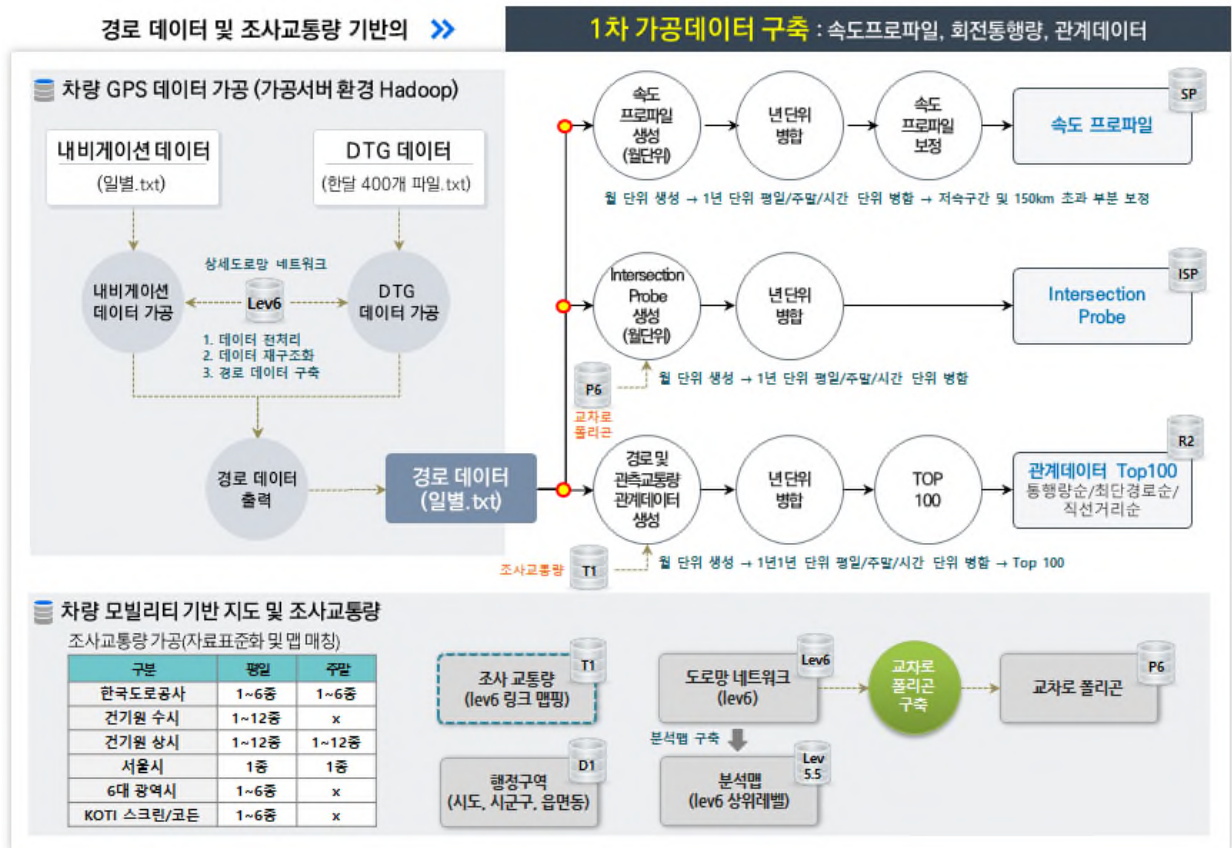 경로 데이터 및 조사교통량 기반의 »
1차 가공데이터 구축 : 속도프로파일, 회전통행량, 관계데이터
차량 GPS 데이터 가공 (가공서버 환경 Hadoop)
내비게이션 데이터
(일별.txt)
DTG 데이터
(한달 400개 파일.txt)
상세도로망 네트워크
내비게이션
데이터 가공
Lev6
DTG
데이터 가공
1. 데이터 전처리
2. 데이터 재구조화
3. 경로 데이터 구축
경로 데이터
출력
경로 데이터
(일별.txt)
속도
프로파일
생성
(월단위)
년단위
병합
속도
프로파일
보정
속도 프로파일
SP
월 단위 생성 → 1년 단위 평일/주말/시간 단위 병합 → 저속구간 및 150km 초과 부분 보정
Intersection
Probe
생성
(월단위)
년단위
병합
Intersection
Probe
ISP
월 단위 생성 → 1년 단위 평일/주말/시간 단위 병합
P6
교차로
폴리곤
경로 및
관측교통량
관계데이터
생성
년단위
병합
TOP
100
관계데이터 Top100
통행량순/최단경로순/
직선거리순
R2
조사교통량
T1
월 단위 생성 → 1년1년 단위 평일/주말/시간 단위 병합 → Top 100
차량 모빌리티 기반 지도 및 조사교통량
조사교통량 가공(자료표준화 및 맵 매칭)
구분 평일 주말
한국도로공사 1~6종 1~6종
건기원 수시 1~12종 x
건기원 상시 1~12종 1~12종
서울시 1종 1종
6대 광역시 1~6종 x
KOTI 스크린/코든 1~6종 x
조사 교통량
(lev6 링크 맵핑)
T1
행정구역
(시도, 시군구, 읍면동)
D1
도로망 네트워크
(lev6)
Lev6
분석맵 구축
분석맵
(lev6 상위레벨)
Lev
5.5
교차로
폴리곤
구축
교차로 폴리곤
P6